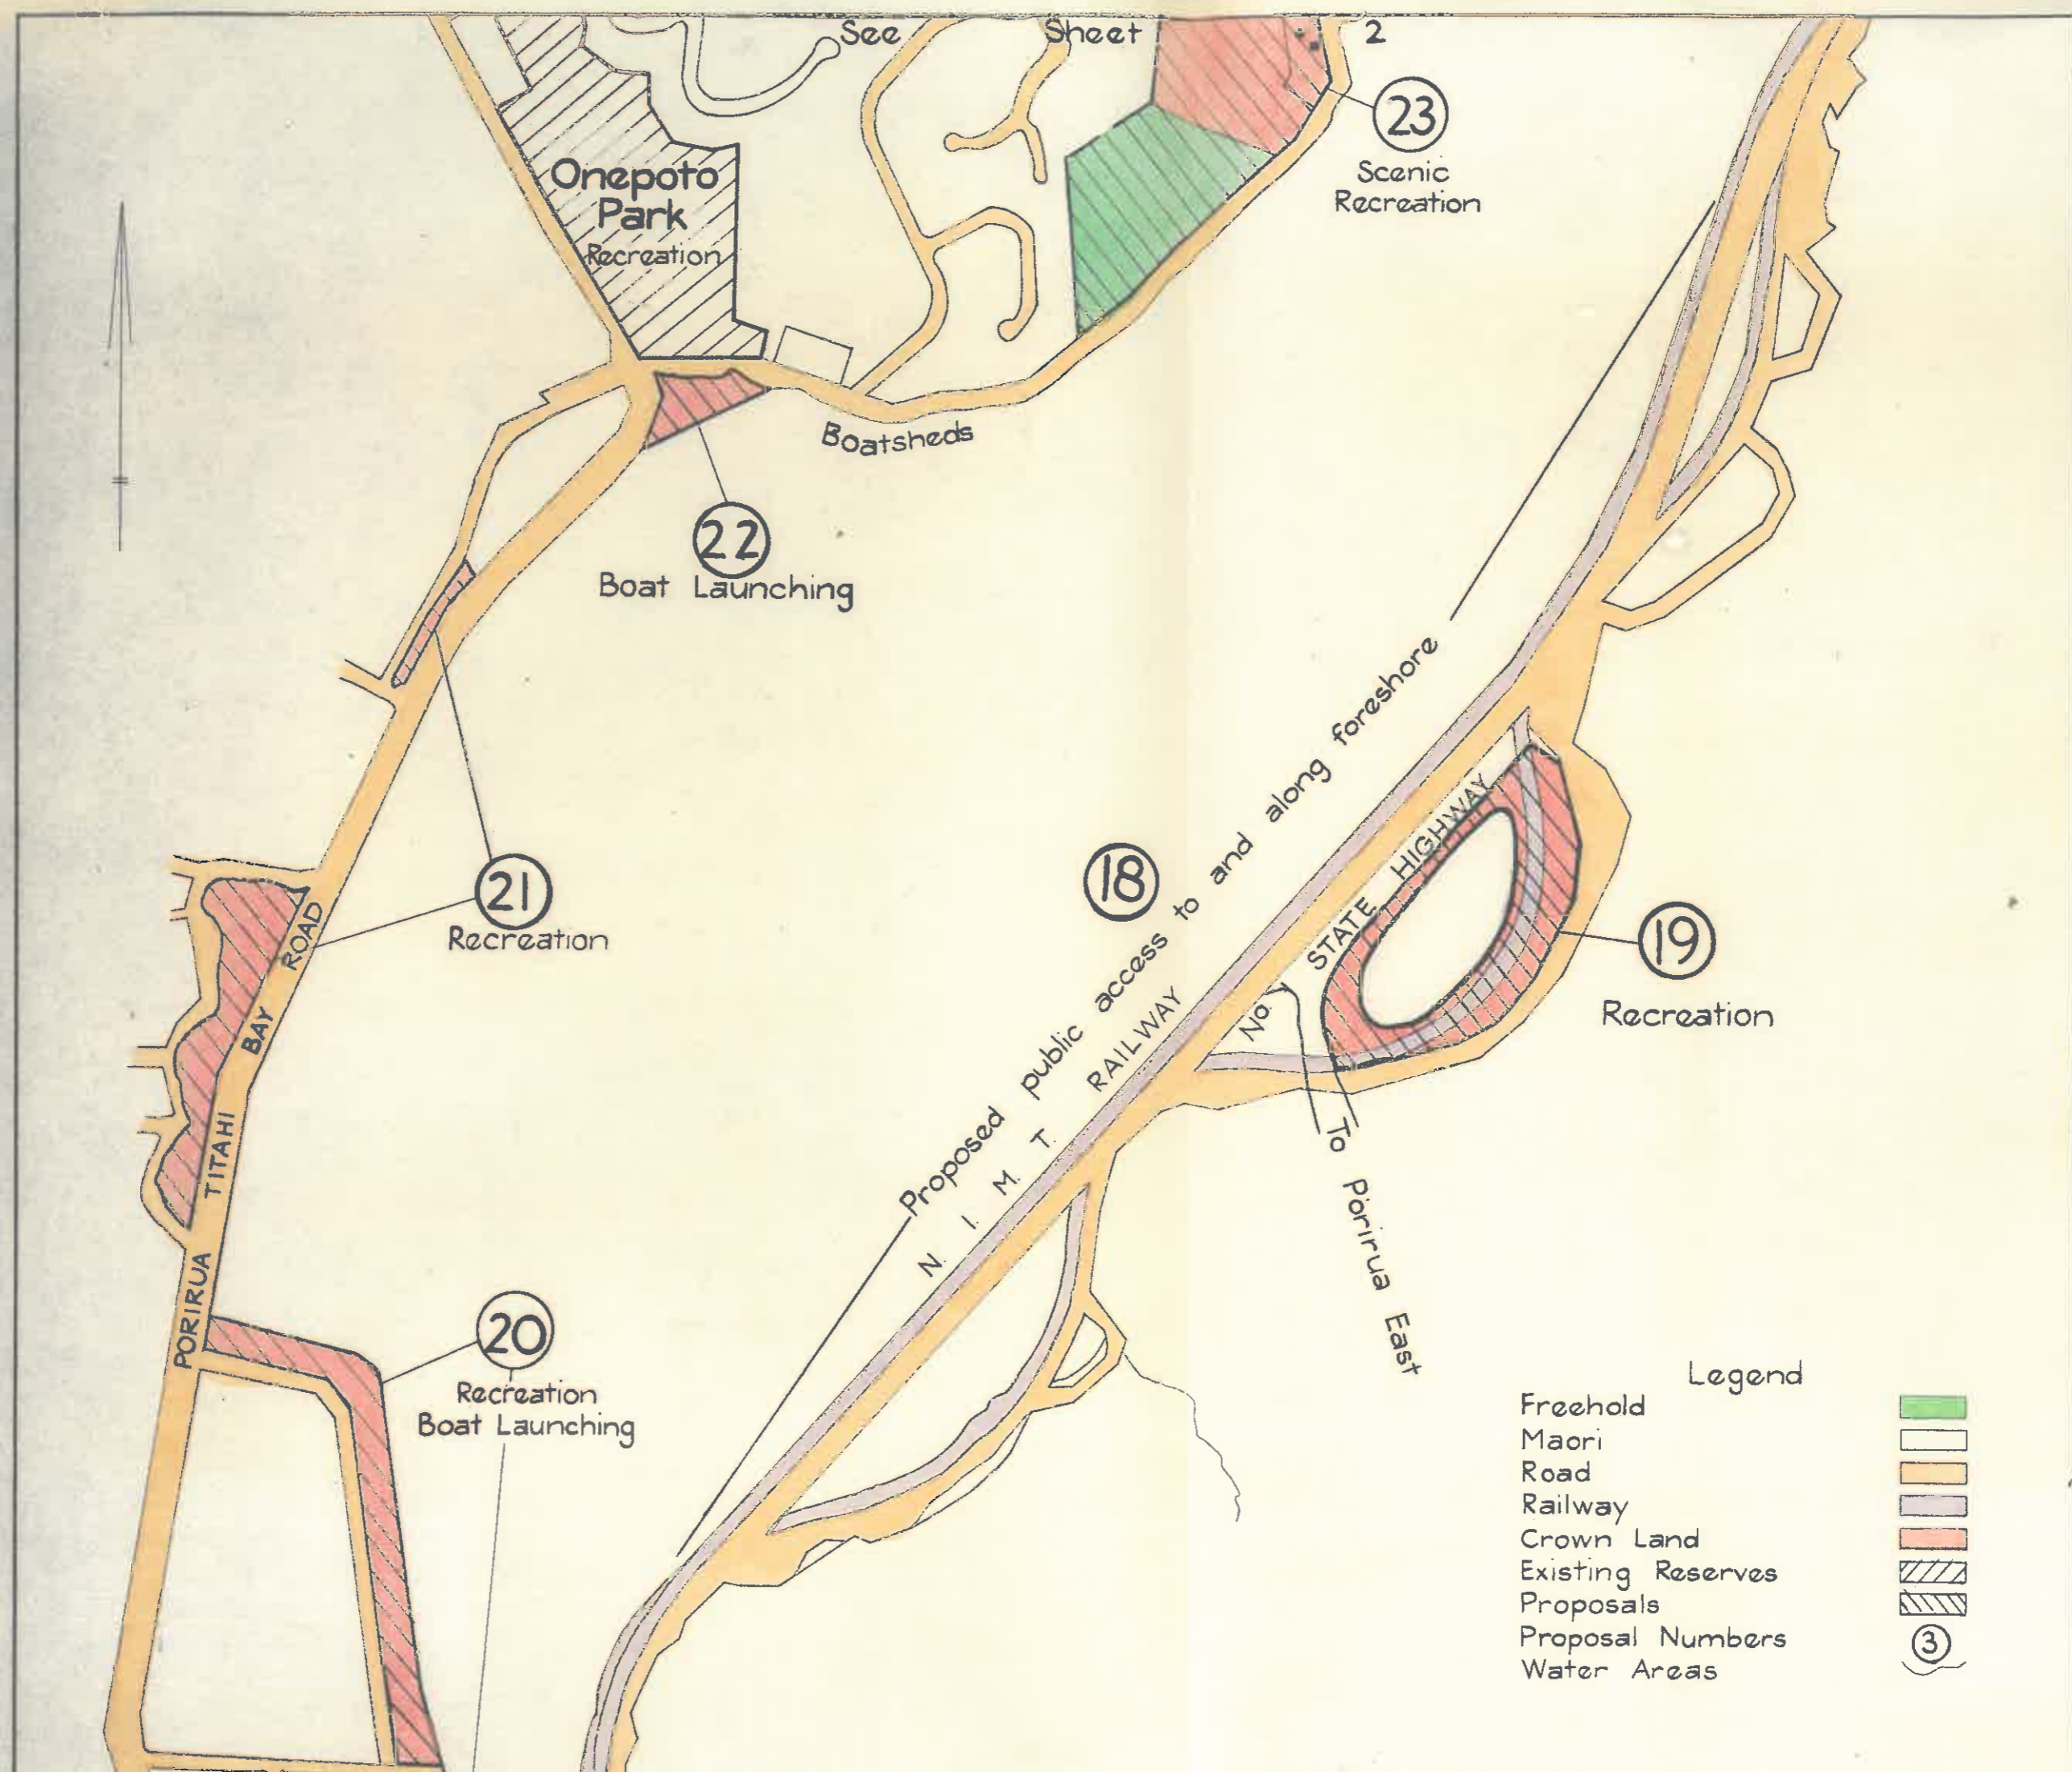 See Sheet 2
Onepoto
Park
Recreation
23
Scenic
Recreation
Boatsheds
22
Boat Launching
21
Recreation
18
Proposed public access to and along foreshore
N. I. M. T. RAILWAY
No. STATE HIGHWAY
19
Recreation
To Porirua East
PORIRUA TITAHI BAY ROAD
20
Recreation
Boat Launching
Legend
Freehold
Maori
Road
Railway
Crown Land
Existing Reserves
Proposals
Proposal Numbers 3
Water Areas